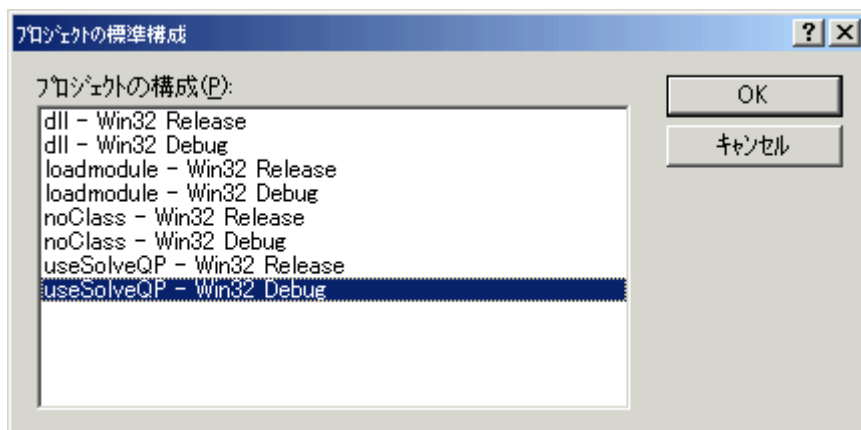 プロジェクトの標準構成
プロジェクトの構成(P):
dll - Win32 Release
dll - Win32 Debug
loadmodule - Win32 Release
loadmodule - Win32 Debug
noClass - Win32 Release
noClass - Win32 Debug
useSolveQP - Win32 Release
useSolveQP - Win32 Debug
OK
キャンセル